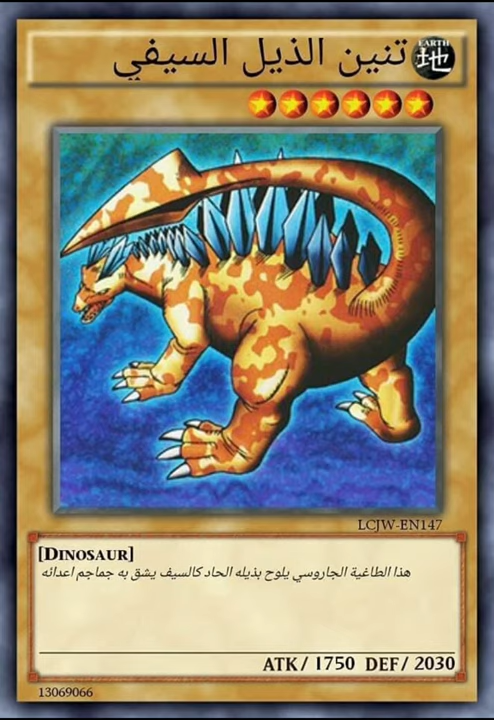 تنين الذيل السيفي
EARTH
地
LCJW-EN147
[DINOSAUR]
هذا الطاغية الجاروسي يلوح بذيله الحاد كالسيف يشق به جماجم اعدائه
ATK/ 1750 DEF/ 2030
13069066